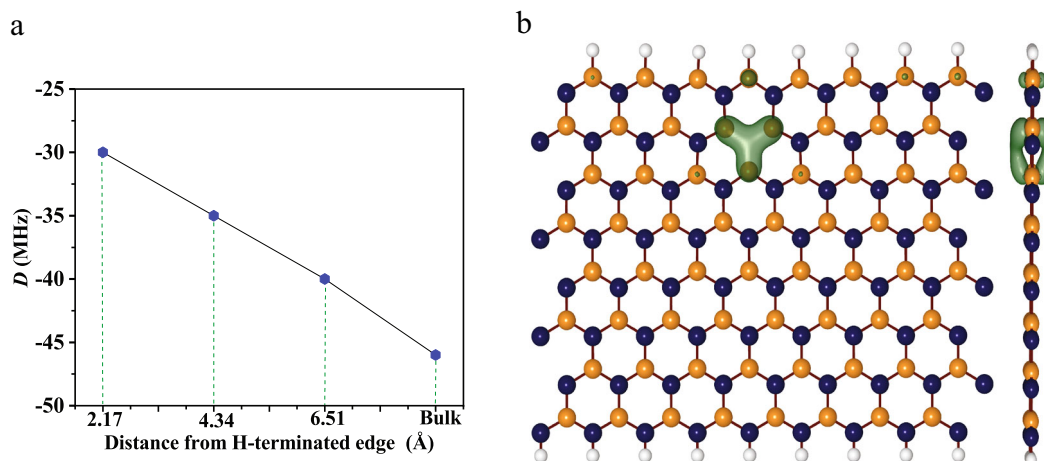 a
b
-25
-30
-35
-40
-45
-50
D (MHz)
2.17 4.34 6.51 Bulk
Distance from H-terminated edge (Å)